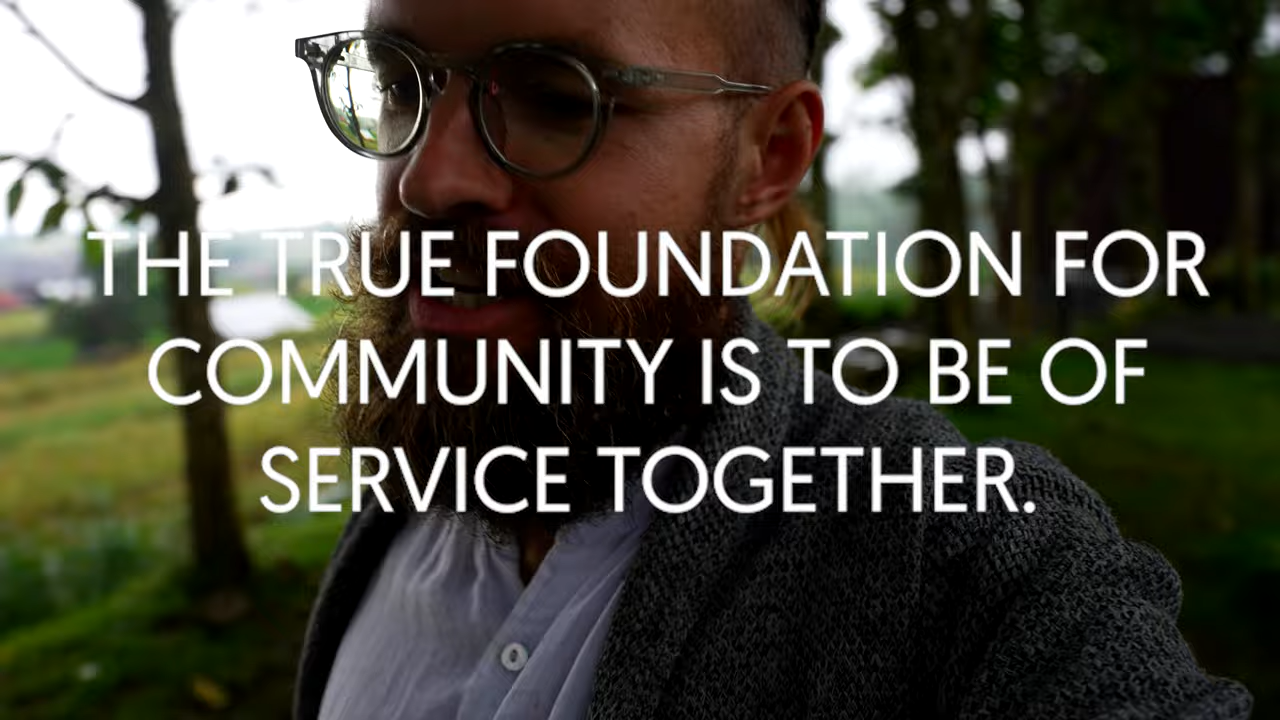 THE TRUE FOUNDATION FOR
COMMUNITY IS TO BE OF
SERVICE TOGETHER.